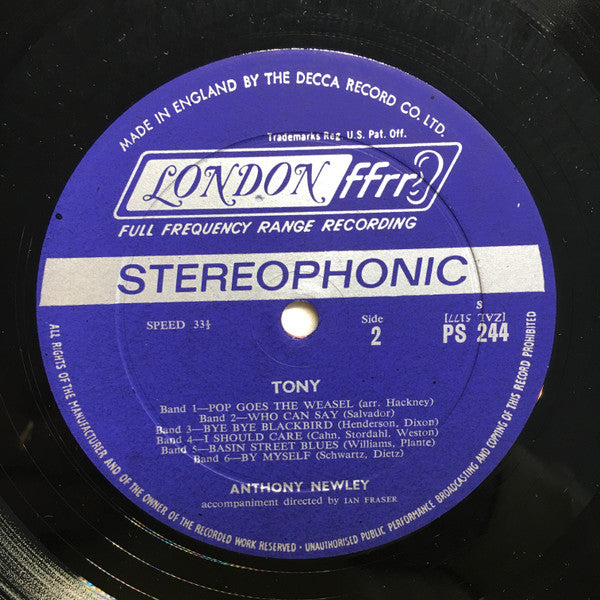 MADE IN ENGLAND BY THE DECCA RECORD CO. LTD.
Trademarks Reg. U.S. Pat. Off.
LONDON ffrr
FULL FREQUENCY RANGE RECORDING
STEREOPHONIC
SPEED 33⅓
Side
2
S
[ZAL 5177]
PS 244
TONY
Band 1—POP GOES THE WEASEL (arr. Hackney)
Band 2—WHO CAN SAY (Salvador)
Band 3—BYE BYE BLACKBIRD (Henderson, Dixon)
Band 4—I SHOULD CARE (Cahn, Stordahl, Weston)
Band 5—BASIN STREET BLUES (Williams, Plante)
Band 6—BY MYSELF (Schwartz, Dietz)
ANTHONY NEWLEY
accompaniment directed by IAN FRASER
ALL RIGHTS OF THE MANUFACTURER AND OF THE OWNER OF THE RECORDED WORK RESERVED · UNAUTHORISED PUBLIC PERFORMANCE BROADCASTING AND COPYING OF THIS RECORD PROHIBITED